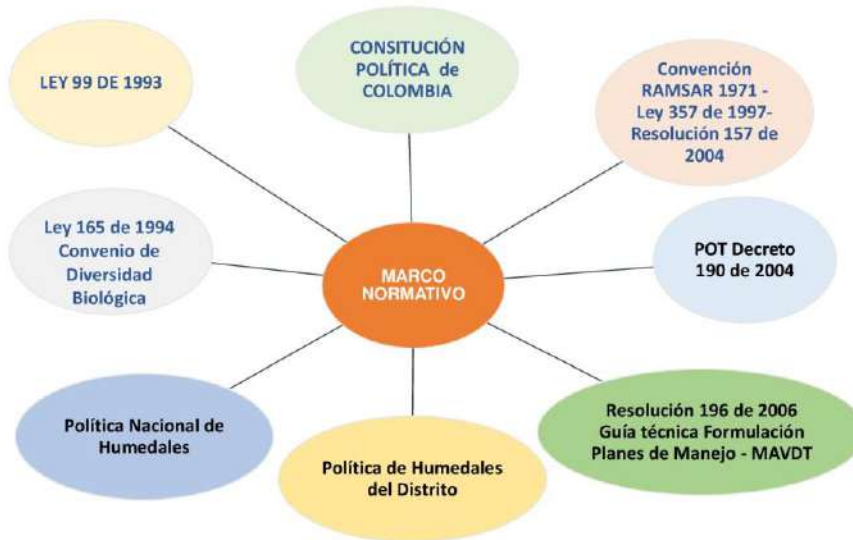 LEY 99 DE 1993
CONSITUCIÓN
POLÍTICA de
COLOMBIA
Convención
RAMSAR 1971 -
Ley 357 de 1997-
Resolución 157 de
2004
Ley 165 de 1994
Convenio de
Diversidad
Biológica
MARCO
NORMATIVO
POT Decreto
190 de 2004
Política Nacional de
Humedales
Política de Humedales
del Distrito
Resolución 196 de 2006
Guía técnica Formulación
Planes de Manejo - MAVDT